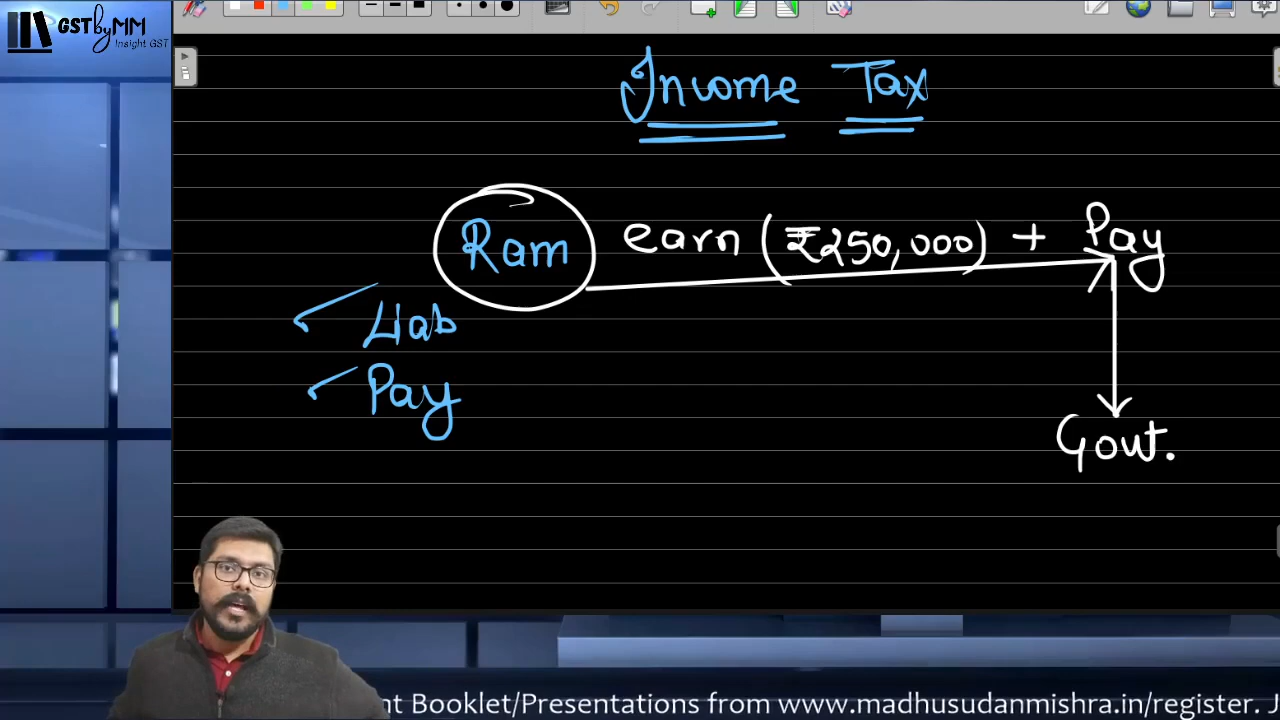 GSTbyMM
Insight GST
Income Tax
Ram earn (₹250,000) + Pay
Liab
Pay
Govt.
nt Booklet/Presentations from www.madhusudanmishra.in/register. J